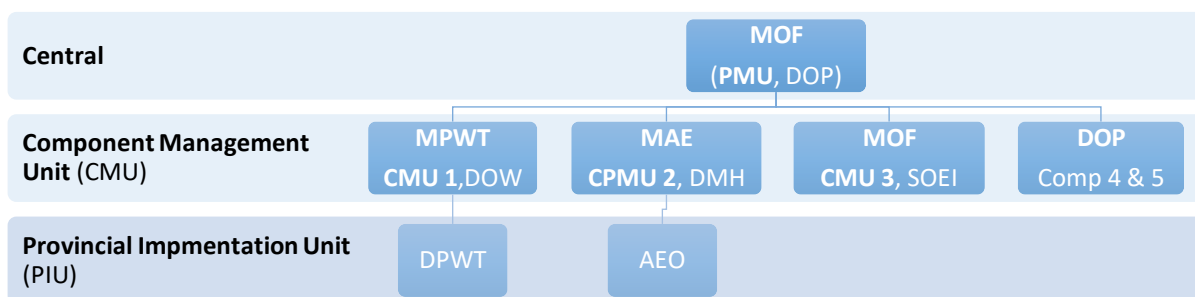 Central
MOF
(PMU, DOP)
Component Management
Unit (CMU)
MPWT
CMU 1,DOW
MAE
CPMU 2, DMH
MOF
CMU 3, SOEI
DOP
Comp 4 & 5
Provincial Impmentation Unit
(PIU)
DPWT
AEO